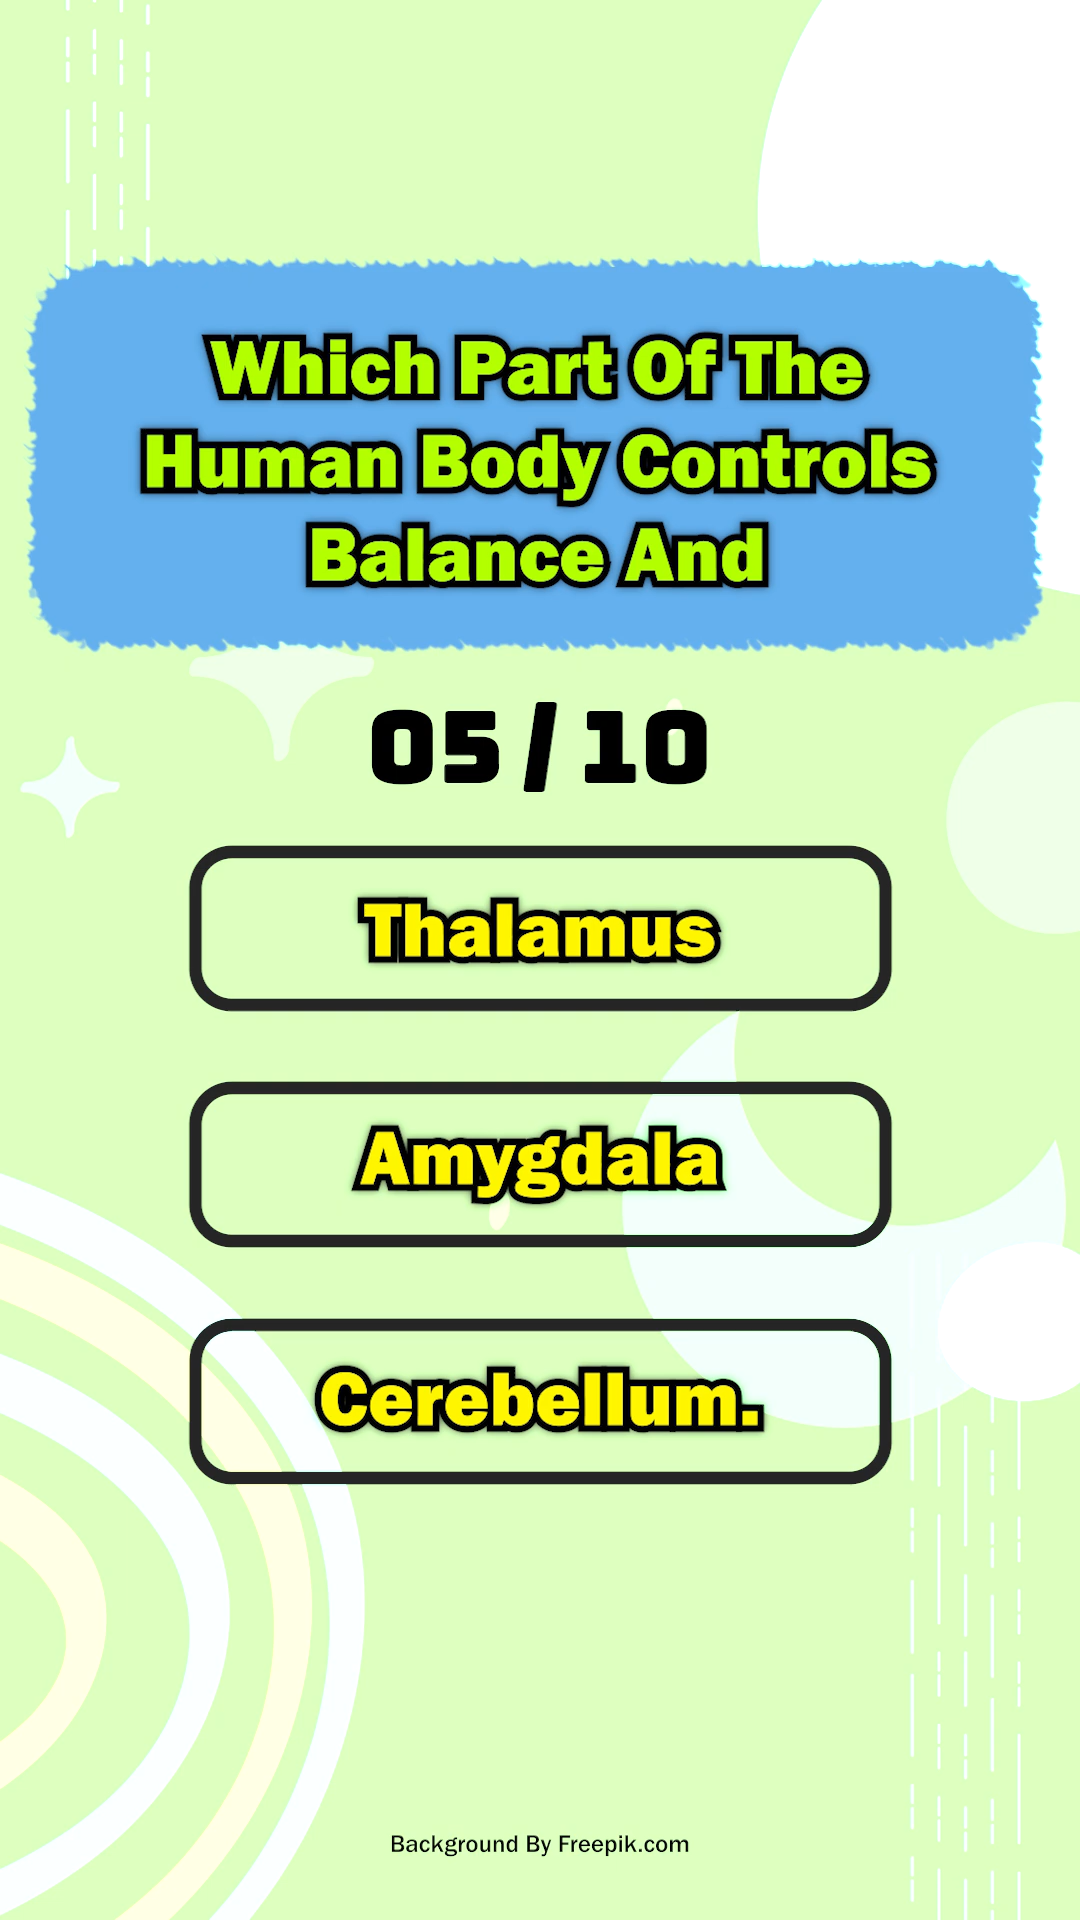 Which Part Of The
Human Body Controls
Balance And
05 / 10
Thalamus
Amygdala
Cerebellum.
Background By Freepik.com